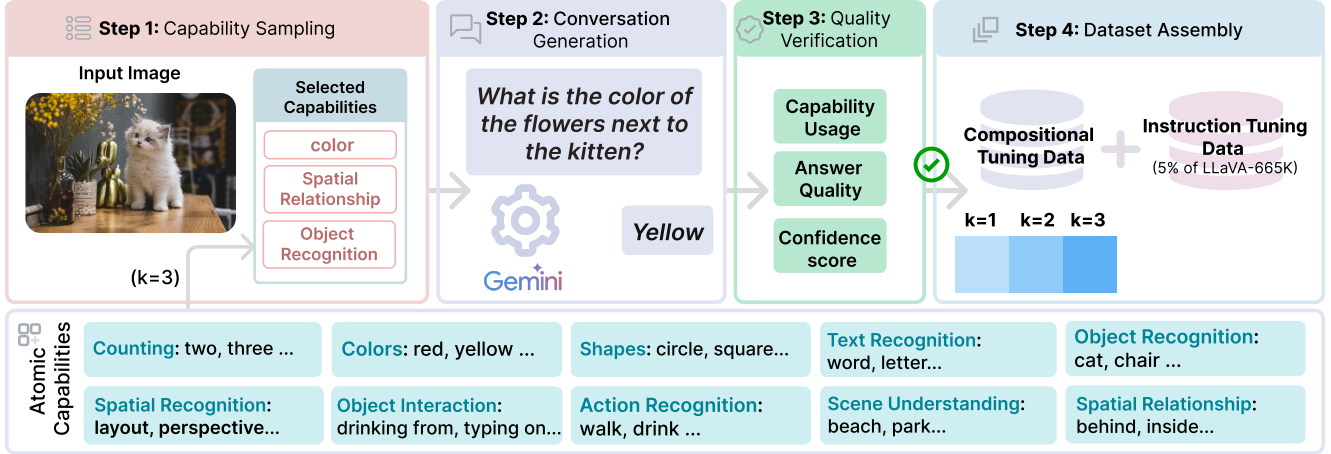 Step 1: Capability Sampling
Input Image
Selected
Capabilities
color
Spatial
Relationship
Object
Recognition
(k=3)
Step 2: Conversation
Generation
What is the color of
the flowers next to
the kitten?
Yellow
Gemini
Step 3: Quality
Verification
Capability
Usage
Answer
Quality
Confidence
score
Step 4: Dataset Assembly
Compositional
Tuning Data
Instruction Tuning
Data
(5% of LLaVA-665K)
k=1 k=2 k=3
Atomic
Capabilities
Counting: two, three ...
Colors: red, yellow ...
Shapes: circle, square...
Text Recognition:
word, letter...
Object Recognition:
cat, chair ...
Spatial Recognition:
layout, perspective...
Object Interaction:
drinking from, typing on...
Action Recognition:
walk, drink ...
Scene Understanding:
beach, park...
Spatial Relationship:
behind, inside...